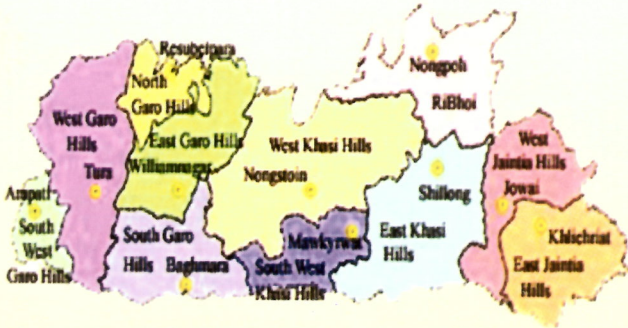 Resubelpara
North
Garo Hills
West Garo
Hills
Tura
East Garo Hills
Williamnagar
Ampati
South
West
Garo Hills
South Garo
Hills
Baghmara
West Khasi Hills
Nongstoin
Mawkyrwat
South West
Khasi Hills
Nongpoh
RiBhoi
Shillong
East Khasi
Hills
West
Jaintia Hills
Jowai
Khliehriat
East Jaintia
Hills